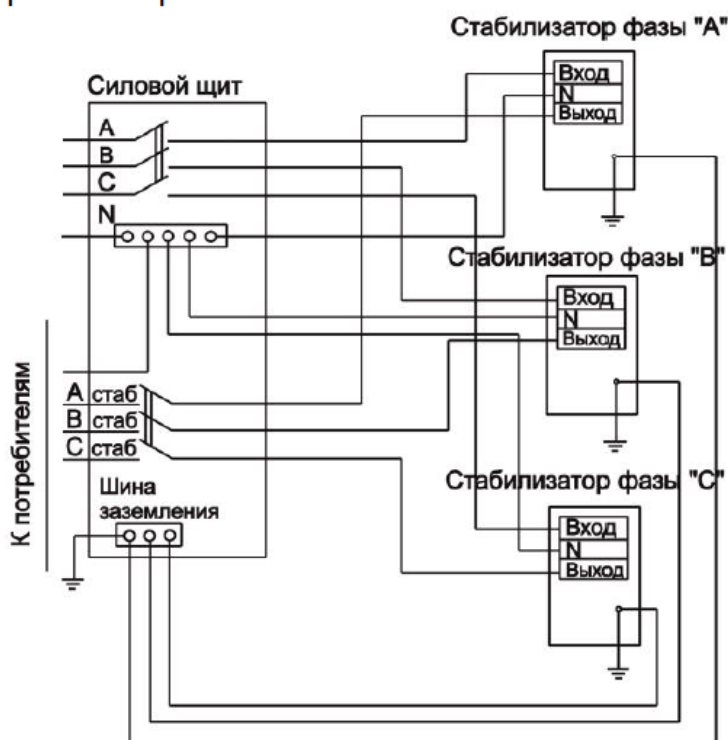 Стабилизатор фазы "А"
Силовой щит
Вход
N
Выход
A
B
C
N
Стабилизатор фазы "В"
Вход
N
Выход
К потребителям
А стаб
В стаб
С стаб
Стабилизатор фазы "С"
Шина
заземления
Вход
N
Выход